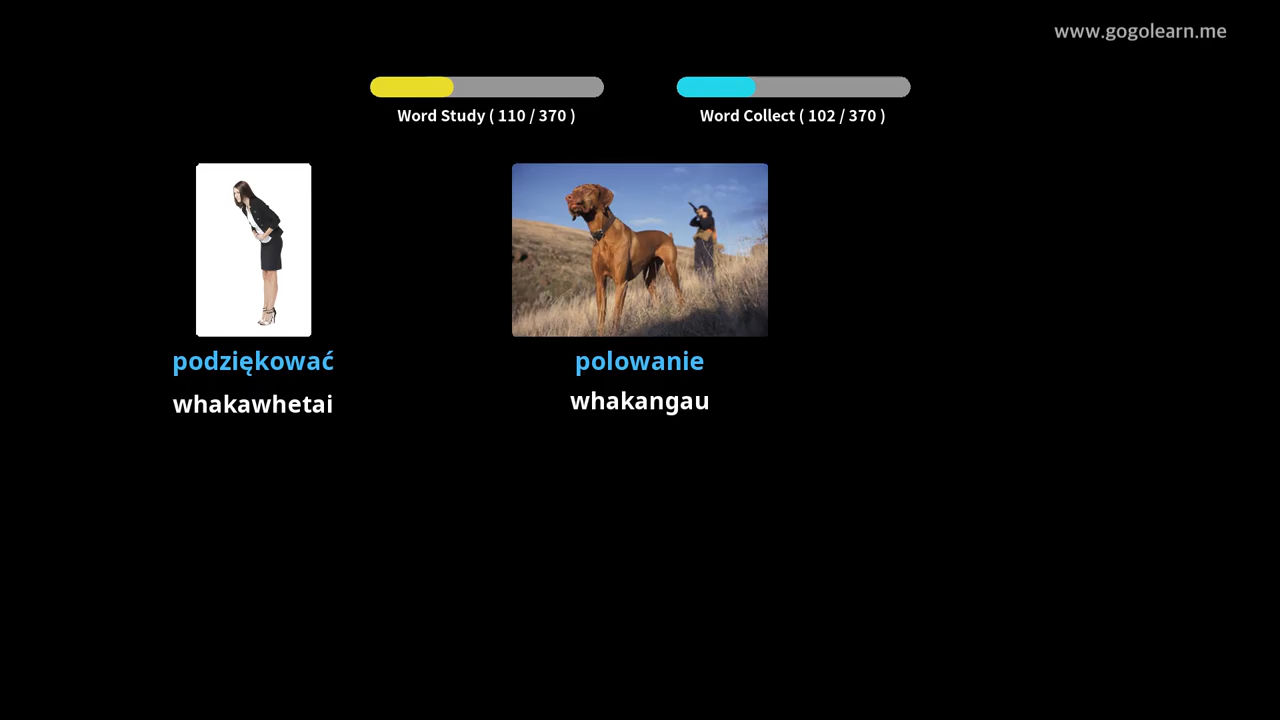 www.gogolearn.me
Word Study ( 110 / 370 )
Word Collect ( 102 / 370 )
podziękować
polowanie
whakawhetai
whakangau